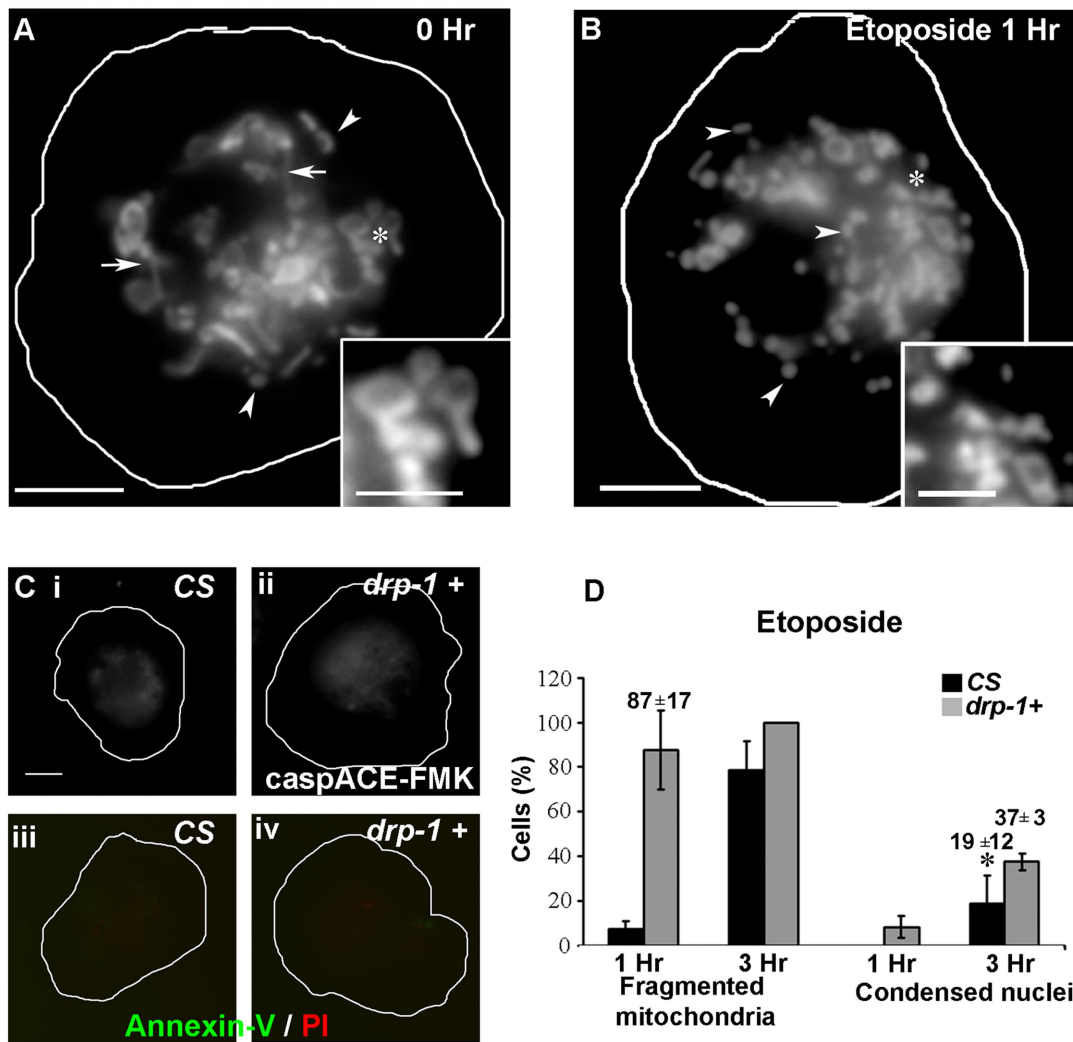 A
0 Hr
*
B
Etoposide 1 Hr
*
C i
CS
ii
drp-1 +
caspACE-FMK
iii
CS
iv
drp-1 +
Annexin-V / PI
D
Etoposide
CS
drp-1+
Cells (%)
120
100
80
60
40
20
0
87±17
19 ±12
*
37± 3
1 Hr
3 Hr
1 Hr
3 Hr
Fragmented
mitochondria
Condensed nuclei